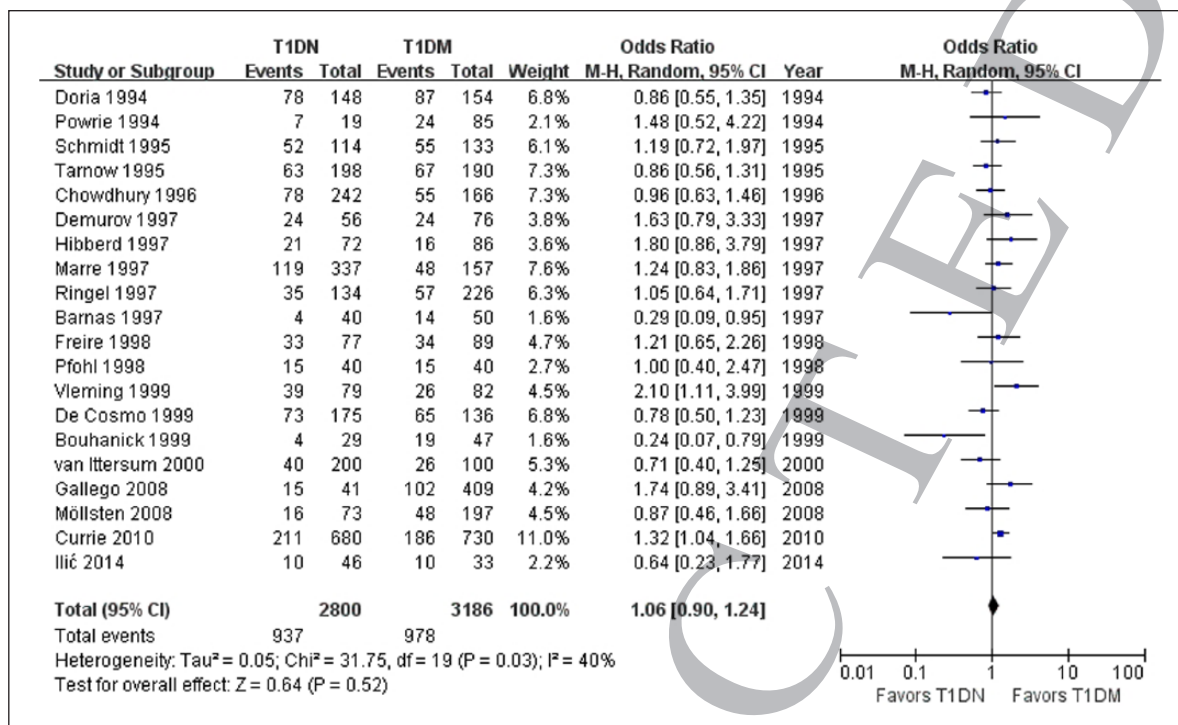 T1DN T1DM Odds Ratio Odds Ratio
Study or Subgroup Events Total Events Total Weight M-H, Random, 95% CI Year M-H, Random, 95% CI
Doria 1994 78 148 87 154 6.8% 0.86 [0.55, 1.35] 1994
Powrie 1994 7 19 24 85 2.1% 1.48 [0.52, 4.22] 1994
Schmidt 1995 52 114 55 133 6.1% 1.19 [0.72, 1.97] 1995
Tarnow 1995 63 198 67 190 7.3% 0.86 [0.56, 1.31] 1995
Chowdhury 1996 78 242 55 166 7.3% 0.96 [0.63, 1.46] 1996
Demurov 1997 24 56 24 76 3.8% 1.63 [0.79, 3.33] 1997
Hibberd 1997 21 72 16 86 3.6% 1.80 [0.86, 3.79] 1997
Marre 1997 119 337 48 157 7.6% 1.24 [0.83, 1.86] 1997
Ringel 1997 35 134 57 226 6.3% 1.05 [0.64, 1.71] 1997
Barnas 1997 4 40 14 50 1.6% 0.29 [0.09, 0.95] 1997
Freire 1998 33 77 34 89 4.7% 1.21 [0.65, 2.26] 1998
Pfohl 1998 15 40 15 40 2.7% 1.00 [0.40, 2.47] 1998
Vleming 1999 39 79 26 82 4.5% 2.10 [1.11, 3.99] 1999
De Cosmo 1999 73 175 65 136 6.8% 0.78 [0.50, 1.23] 1999
Bouhanick 1999 4 29 19 47 1.6% 0.24 [0.07, 0.79] 1999
van Ittersum 2000 40 200 26 100 5.3% 0.71 [0.40, 1.25] 2000
Gallego 2008 15 41 102 409 4.2% 1.74 [0.89, 3.41] 2008
Möllsten 2008 16 73 48 197 4.5% 0.87 [0.46, 1.66] 2008
Currie 2010 211 680 186 730 11.0% 1.32 [1.04, 1.66] 2010
Ilić 2014 10 46 10 33 2.2% 0.64 [0.23, 1.77] 2014
Total (95% CI) 2800 3186 100.0% 1.06 [0.90, 1.24]
Total events 937 978
Heterogeneity: Tau² = 0.05; Chi² = 31.75, df = 19 (P = 0.03); I² = 40%
Test for overall effect: Z = 0.64 (P = 0.52)
0.01 0.1 1 10 100
Favors T1DN Favors T1DM
CTED